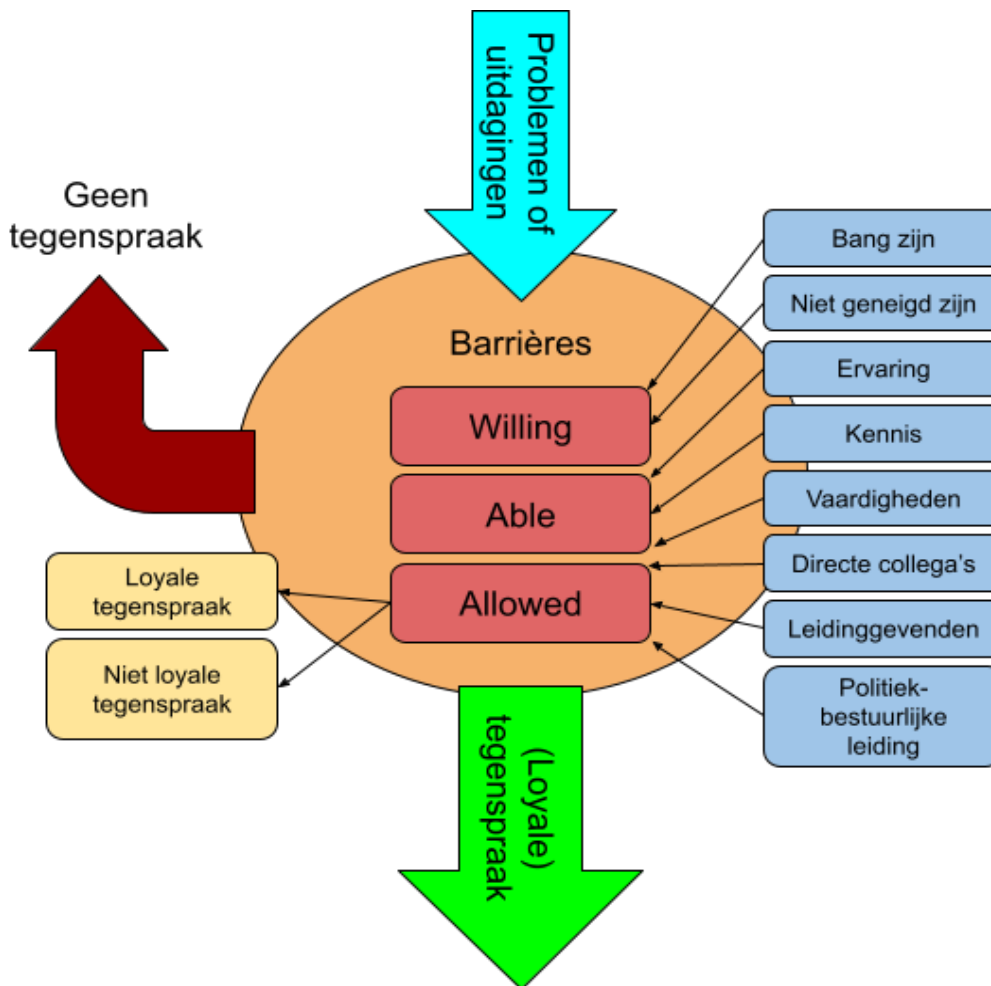 Problemen of
uitdagingen
Geen
tegenspraak
Barrières
Willing
Able
Allowed
Bang zijn
Niet geneigd zijn
Ervaring
Kennis
Vaardigheden
Directe collega's
Leidinggevenden
Politiek-
bestuurlijke
leiding
Loyale
tegenspraak
Niet loyale
tegenspraak
(Loyale)
tegenspraak